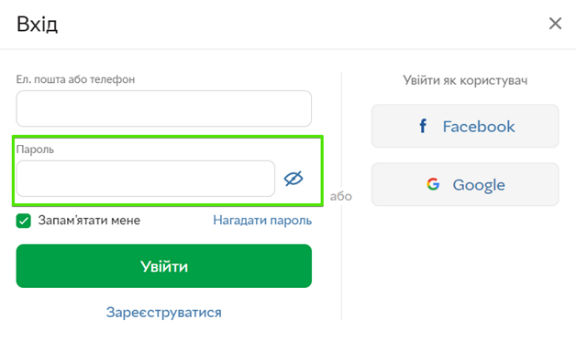 Вхід
Ел. пошта або телефон
Пароль
Запам'ятати мене
Нагадати пароль
Увійти
Зареєструватися
або
Увійти як користувач
Facebook
Google